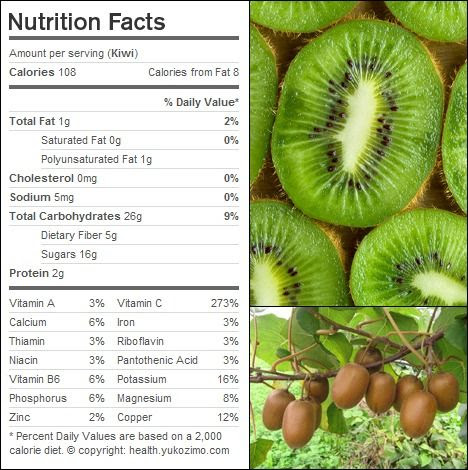 Nutrition Facts
Amount per serving (Kiwi)
Calories 108 Calories from Fat 8
% Daily Value*
Total Fat 1g 2%
Saturated Fat 0g 0%
Polyunsaturated Fat 1g
Cholesterol 0mg 0%
Sodium 5mg 0%
Total Carbohydrates 26g 9%
Dietary Fiber 5g
Sugars 16g
Protein 2g
Vitamin A 3% Vitamin C 273%
Calcium 6% Iron 3%
Thiamin 3% Riboflavin 3%
Niacin 3% Pantothenic Acid 3%
Vitamin B6 6% Potassium 16%
Phosphorus 6% Magnesium 8%
Zinc 2% Copper 12%
* Percent Daily Values are based on a 2,000
calorie diet. © copyright: health.yukozimo.com